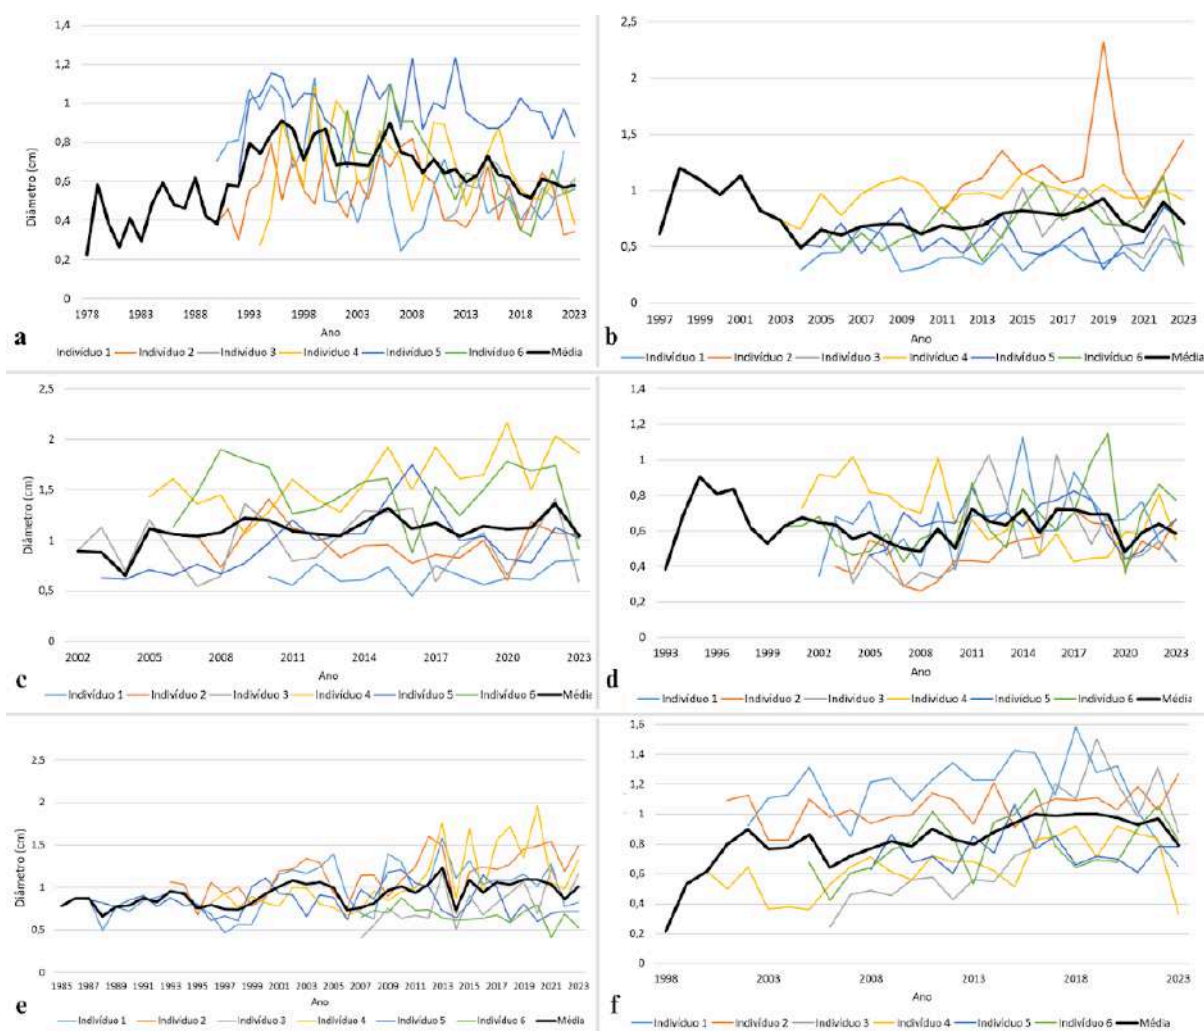 1,4
1,2
1
0,8
0,6
0,4
0,2
0
Diâmetro (cm)
1978 1983 1988 1993 1998 2003 2008 2013 2018 2023
Ano
a
Indivíduo 1 Indivíduo 2 Indivíduo 3 Indivíduo 4 Indivíduo 5 Indivíduo 6 Média
2,5
2
1,5
1
0,5
0
1997 1999 2001 2003 2005 2007 2009 2011 2013 2015 2017 2019 2021 2023
Ano
b
Indivíduo 1 Indivíduo 2 Indivíduo 3 Indivíduo 4 Indivíduo 5 Indivíduo 6 Média
2,5
2
1,5
1
0,5
0
Diâmetro (cm)
2002 2005 2008 2011 2014 2017 2020 2023
Ano
c
Indivíduo 1 Indivíduo 2 Indivíduo 3 Indivíduo 4 Indivíduo 5 Indivíduo 6 Média
1,4
1,2
1
0,8
0,6
0,4
0,2
0
1993 1996 1999 2002 2005 2008 2011 2014 2017 2020 2023
Ano
d
Indivíduo 1 Indivíduo 2 Indivíduo 3 Indivíduo 4 Indivíduo 5 Indivíduo 6 Média
2,5
2
1,5
1
0,5
0
Diâmetro (cm)
1985 1987 1989 1991 1993 1995 1997 1999 2001 2003 2005 2007 2009 2011 2013 2015 2017 2019 2021 2023
Ano
e
Indivíduo 1 Indivíduo 2 Indivíduo 3 Indivíduo 4 Indivíduo 5 Indivíduo 6 Média
1,6
1,4
1,2
1
0,8
0,6
0,4
0,2
0
1998 2003 2008 2013 2018 2023
Ano
f
Indivíduo 1 Indivíduo 2 Indivíduo 3 Indivíduo 4 Indivíduo 5 Indivíduo 6 Média